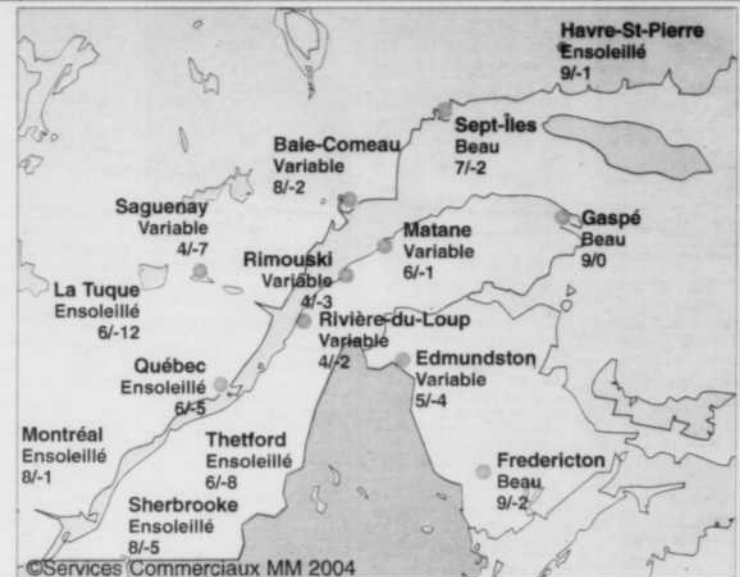 Havre-St-Pierre
Ensoleillé
9/-1
Sept-Îles
Beau
7/-2
Baie-Comeau
Variable
8/-2
Saguenay
Variable
4/-7
Gaspé
Beau
9/0
Matane
Variable
6/-1
Rimouski
Variable
4/-3
La Tuque
Ensoleillé
6/-12
Rivière-du-Loup
Variable
4/-2
Québec
Ensoleillé
6/-5
Edmundston
Variable
5/-4
Montréal
Ensoleillé
8/-1
Thetford
Ensoleillé
6/-8
Fredericton
Beau
9/-2
Sherbrooke
Ensoleillé
8/-5
©Services Commerciaux MM 2004